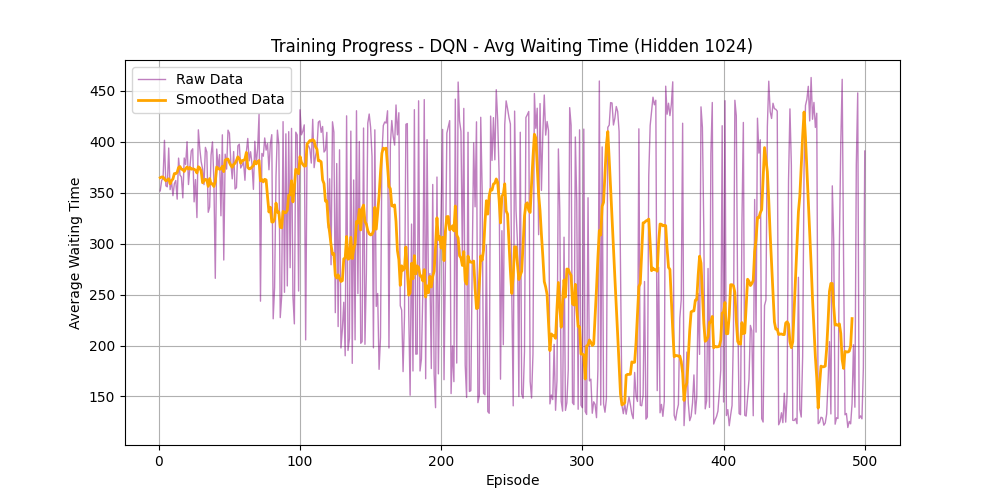 Training Progress - DQN - Avg Waiting Time (Hidden 1024)
Raw Data
Smoothed Data
Average Waiting Time
450
400
350
300
250
200
150
0 100 200 300 400 500
Episode